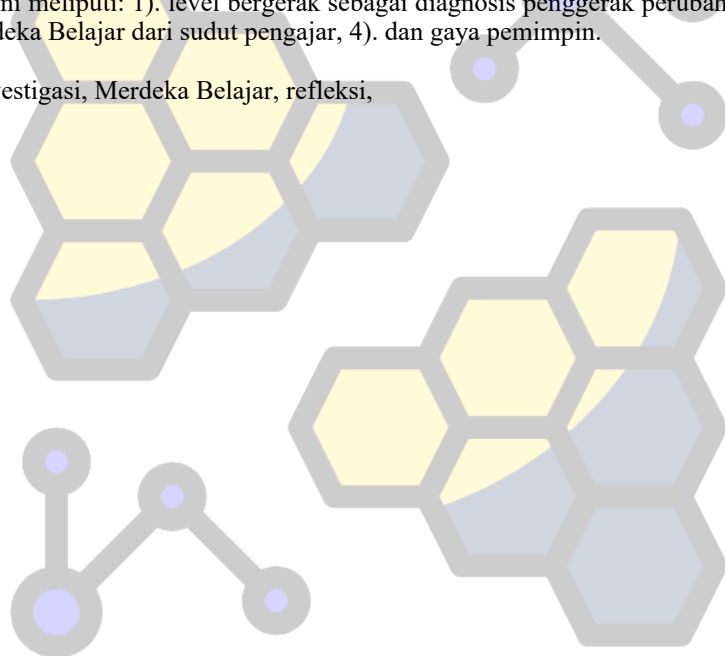 ni meliputi: 1). level bergerak sebagai diagnosis penggerak perubah
deka Belajar dari sudut pengajar, 4). dan gaya pemimpin.
estigasi, Merdeka Belajar, refleksi,